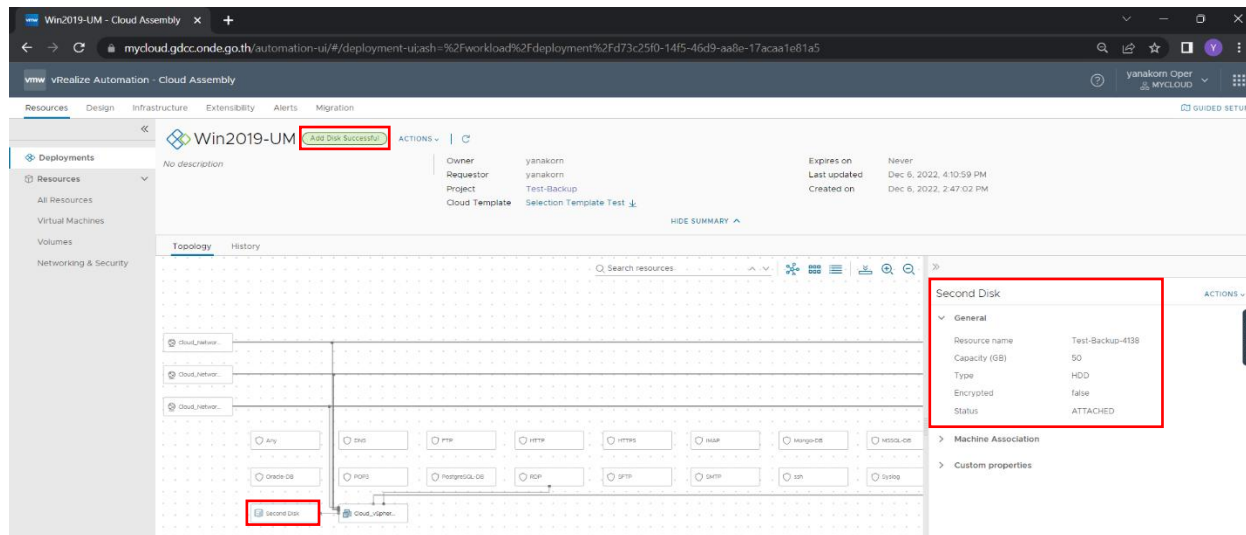 vmw Win2019-UM - Cloud Assembly
mycloud.gdcc.onde.go.th/automation-ui/#/deployment-ui;ash=%2Fworkload%2Fdeployment%2Fd73c25f0-14f5-46d9-aa8e-17acaa1e81a5
Y
vmw vRealize Automation - Cloud Assembly
yanakorn Oper
MYCLOUD
Resources Design Infrastructure Extensibility Alerts Migration GUIDED SETUP
Deployments
Resources
All Resources
Virtual Machines
Volumes
Networking & Security
Win2019-UM Add Disk Successful ACTIONS
No description
Owner yanakorn
Requestor yanakorn
Project Test-Backup
Cloud Template Selection Template Test
Expires on Never
Last updated Dec 6, 2022, 4:10:59 PM
Created on Dec 6, 2022, 2:47:02 PM
HIDE SUMMARY
Topology History
Search resources
Cloud_Networ...
Cloud_Networ...
Cloud_Networ...
Any DNS FTP HTTP HTTPS IMAP Mongo-DB MSSQL-DB
Oracle-DB POP3 PostgreSQL-DB RDP SFTP SMTP ssh Syslog
Second Disk Cloud_vSpher...
Second Disk ACTIONS
General
Resource name Test-Backup-4138
Capacity (GB) 50
Type HDD
Encrypted false
Status ATTACHED
Machine Association
Custom properties